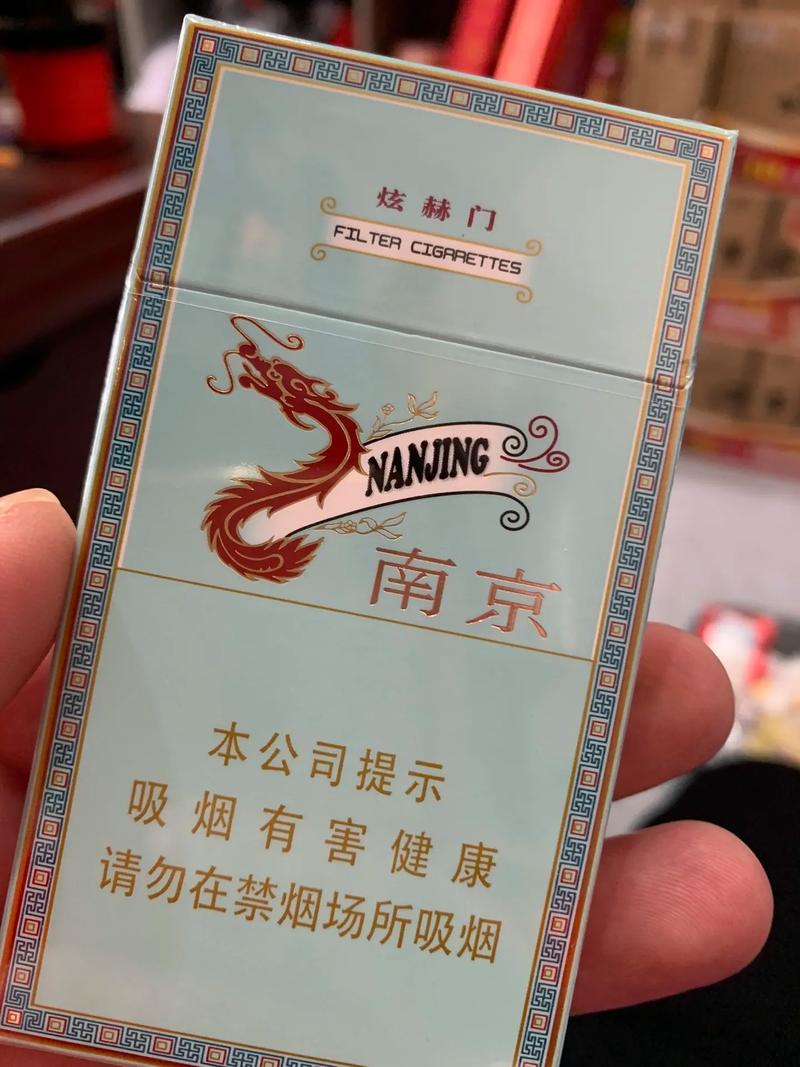 炫赫门
FILTER CIGARETTES
NANJING
南京
本公司提示
吸烟有害健康
请勿在禁烟场所吸烟